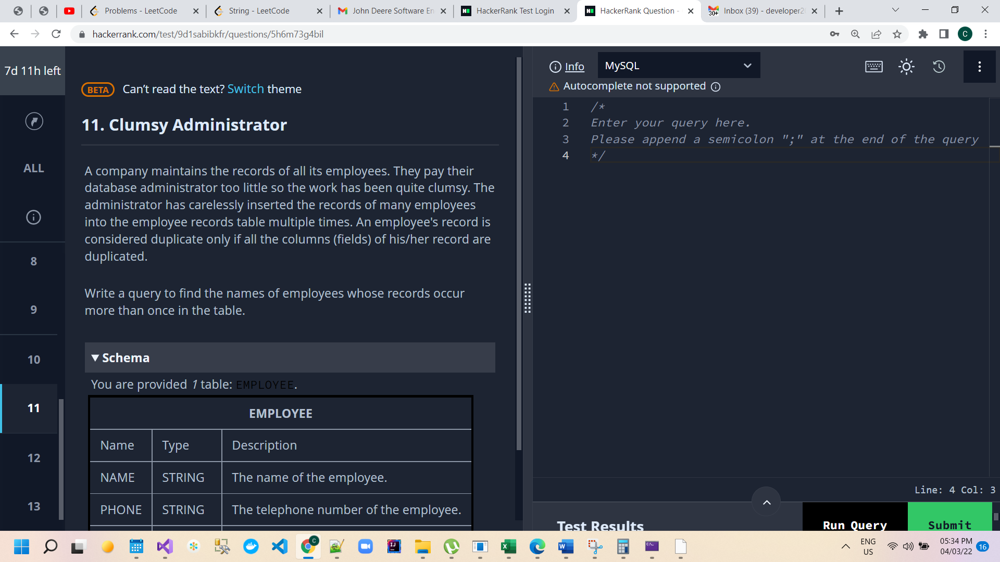 Problems - LeetCode
String - LeetCode
John Deere Software En
HackerRank Test Login
HackerRank Question -
Inbox (39) - developer2
hackerrank.com/test/9d1sabibkfr/questions/5h6m73g4bil
C
7d 11h left
BETA Can't read the text? Switch theme
11. Clumsy Administrator
A company maintains the records of all its employees. They pay their
database administrator too little so the work has been quite clumsy. The
administrator has carelessly inserted the records of many employees
into the employee records table multiple times. An employee's record is
considered duplicate only if all the columns (fields) of his/her record are
duplicated.
Write a query to find the names of employees whose records occur
more than once in the table.
Schema
You are provided 1 table: EMPLOYEE.
EMPLOYEE
Name Type Description
NAME STRING The name of the employee.
PHONE STRING The telephone number of the employee.
ALL
8
9
10
11
12
13
Info
MySQL
Autocomplete not supported
1 /*
2 Enter your query here.
3 Please append a semicolon ";" at the end of the query
4 */
Line: 4 Col: 3
Test Results
Run Query
Submit
ENG
US
05:34 PM
04/03/22
16